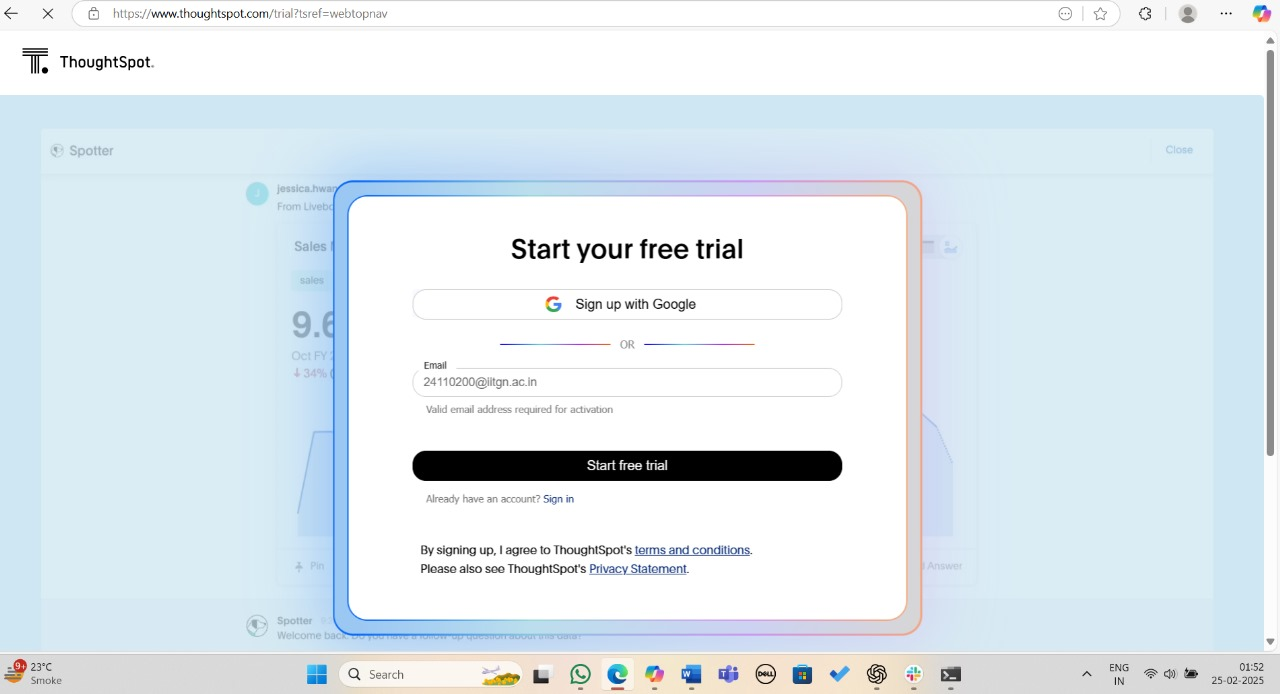 https://www.thoughtspot.com/trial?tsref=webtopnav
ThoughtSpot.
Spotter
Close
jessica.hwan
From Livebo
Sales
sales
9.6
Oct FY 2
34% (
Pin
Answer
Start your free trial
Sign up with Google
OR
Email
24110200@iitgn.ac.in
Valid email address required for activation
Start free trial
Already have an account? Sign in
By signing up, I agree to ThoughtSpot's terms and conditions.
Please also see ThoughtSpot's Privacy Statement.
Spotter
Welcome back. Do you have a follow-up question about this data?
9+
23°C
Smoke
Search
DELL
ENG
IN
01:52
25-02-2025